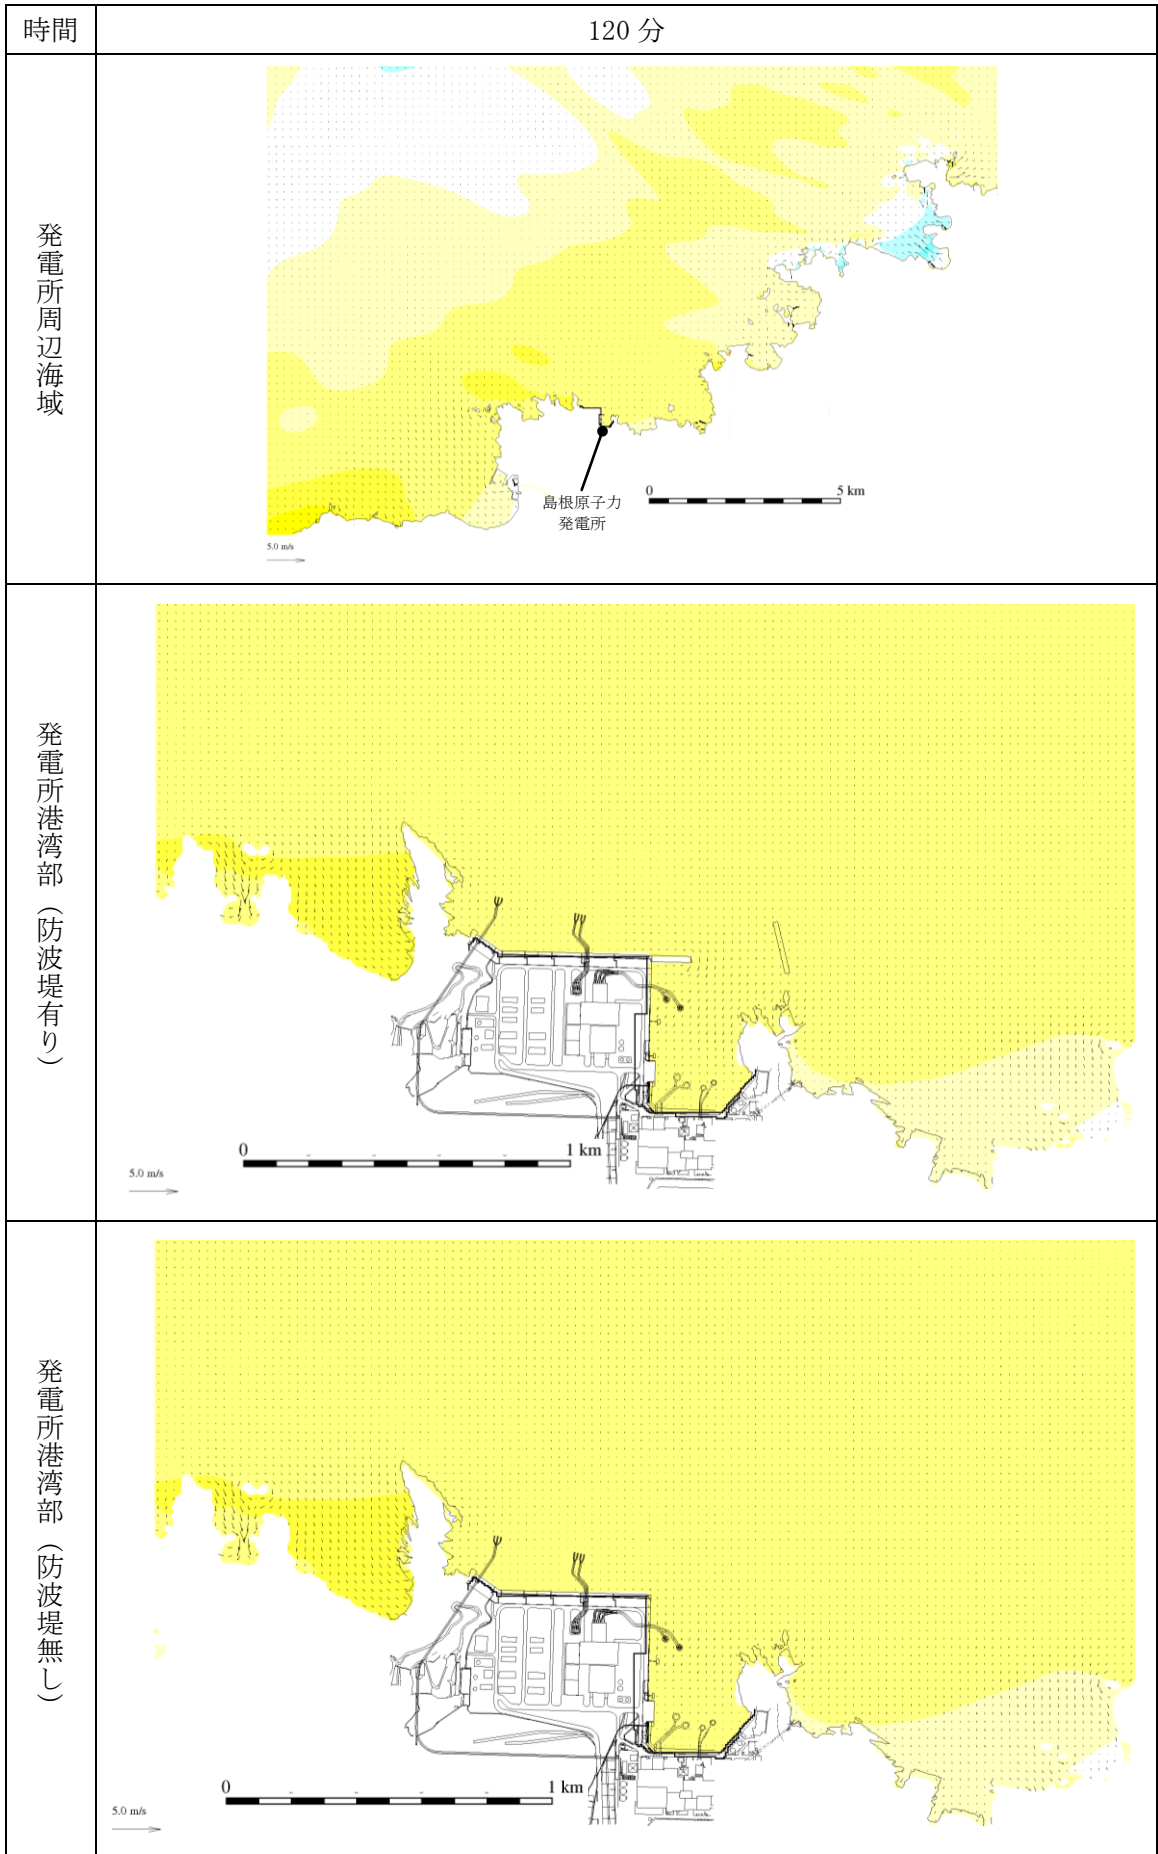 時間
120 分
発電所周辺海域
島根原子力
発電所
0
5 km
5.0 m/s
発電所港湾部（防波堤有り）
0
1 km
5.0 m/s
発電所港湾部（防波堤無し）
0
1 km
5.0 m/s